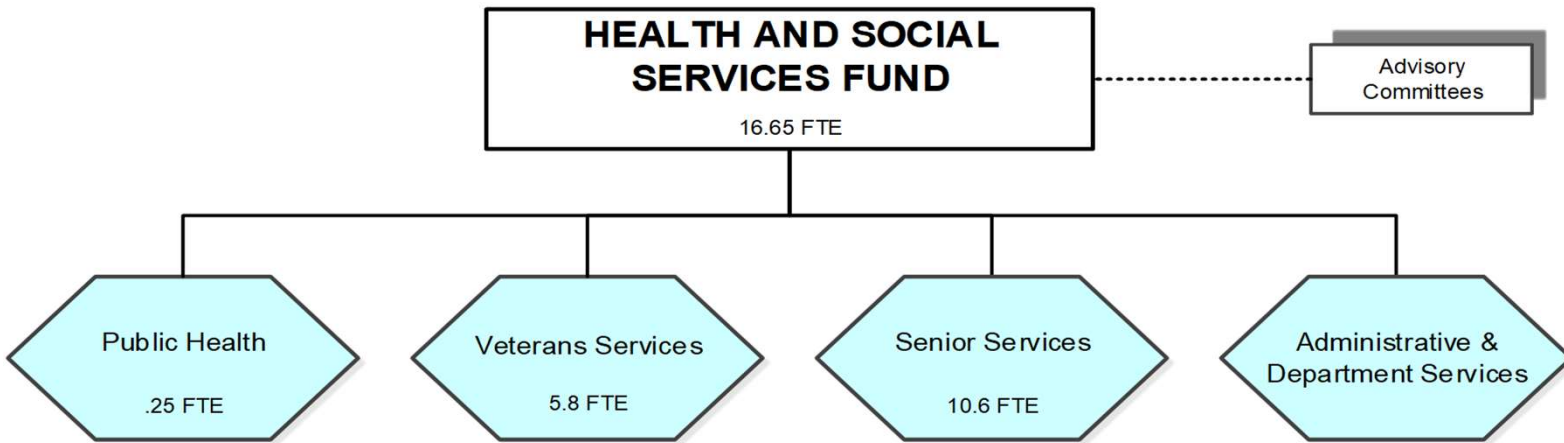 HEALTH AND SOCIAL
SERVICES FUND
16.65 FTE
Advisory
Committees
Public Health
.25 FTE
Veterans Services
5.8 FTE
Senior Services
10.6 FTE
Administrative &
Department Services